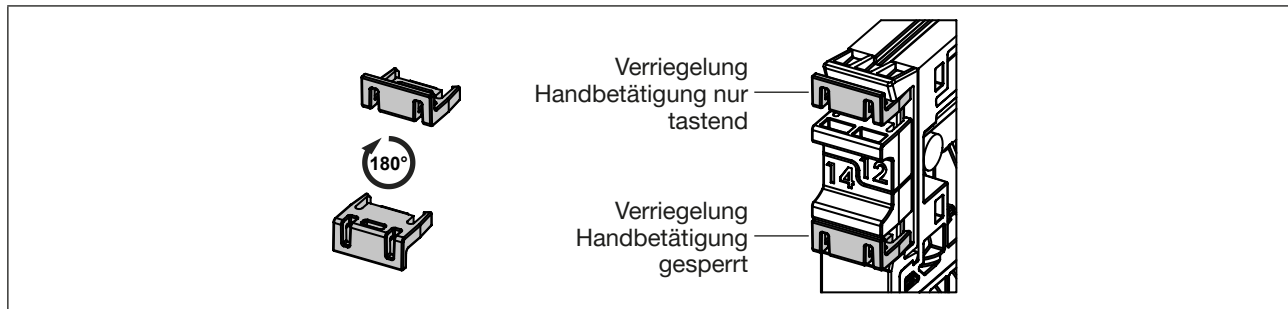 Verriegelung
Handbetätigung nur
tastend
180°
14 12
Verriegelung
Handbetätigung
gesperrt